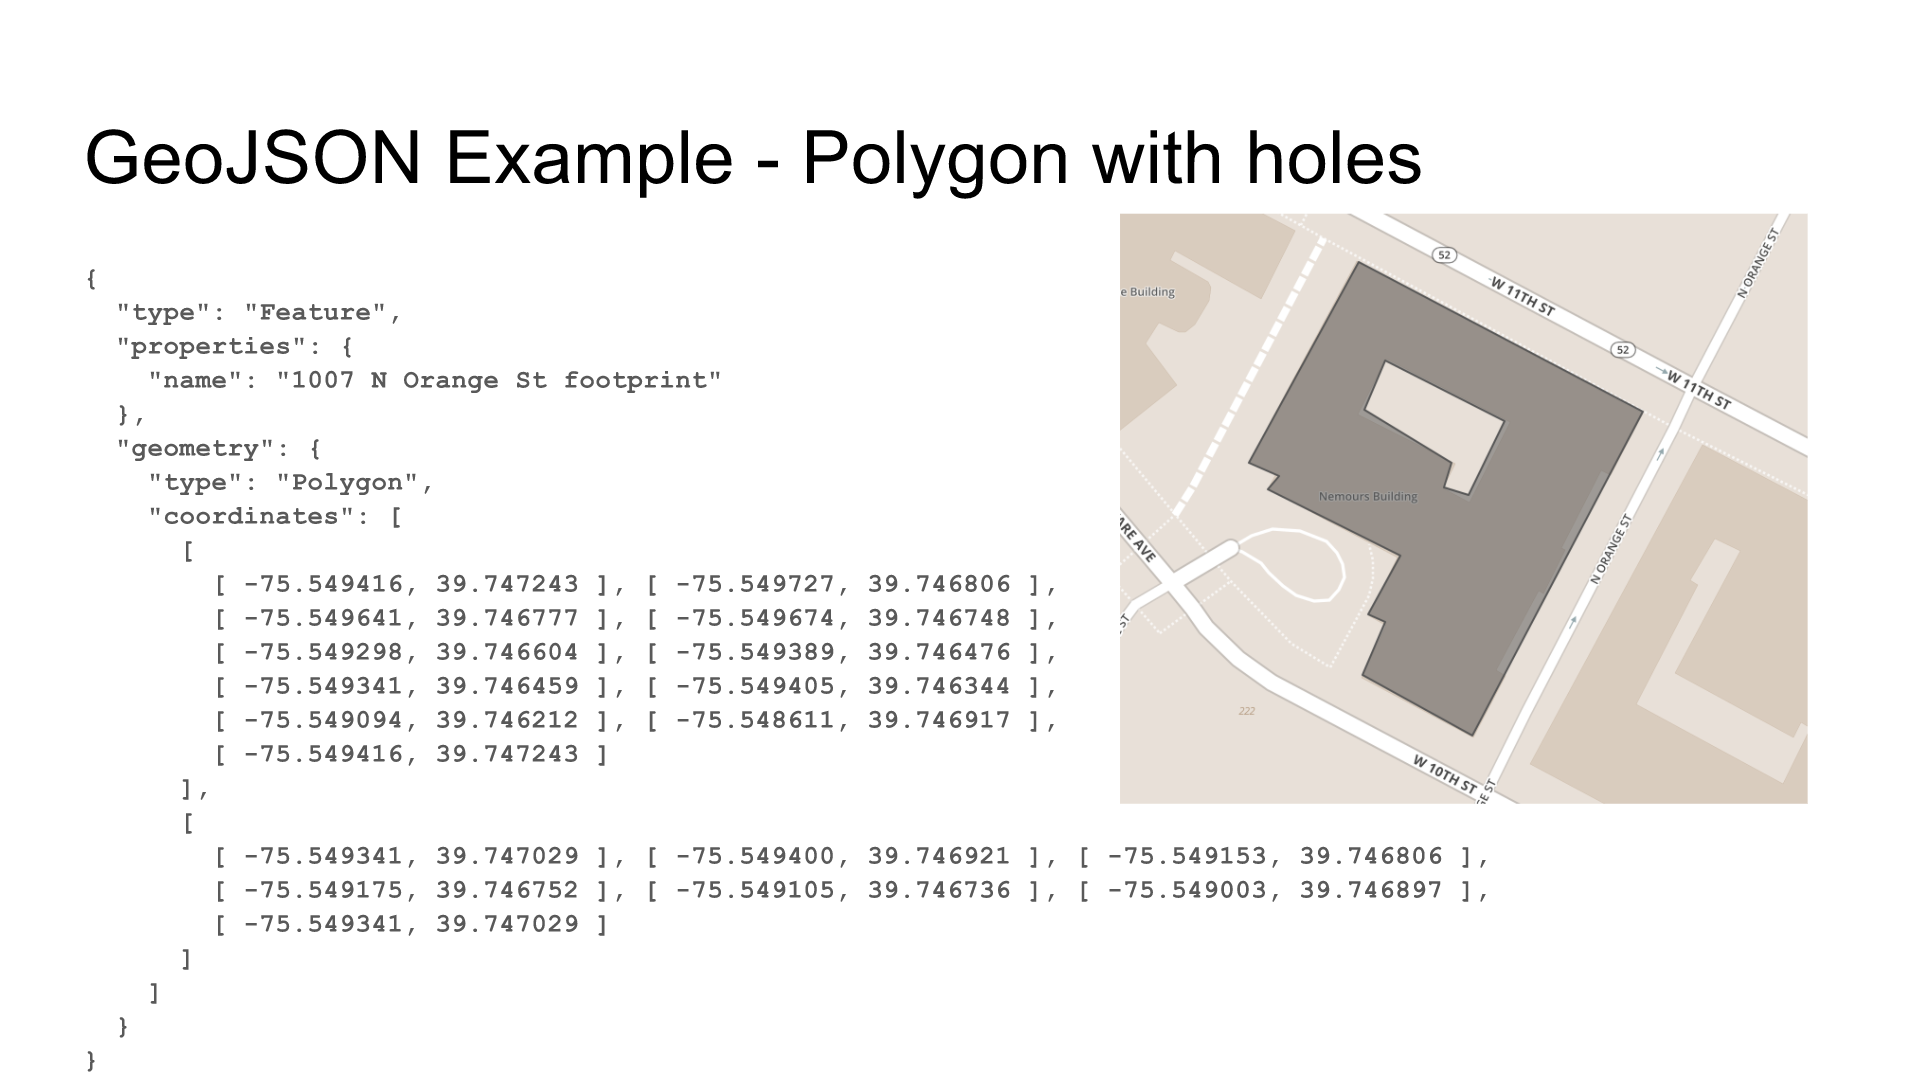 GeoJSON Example - Polygon with holes
{
"type": "Feature",
"properties": {
"name": "1007 N Orange St footprint"
},
"geometry": {
"type": "Polygon",
"coordinates": [
[
[ -75.549416, 39.747243 ], [ -75.549727, 39.746806 ],
[ -75.549641, 39.746777 ], [ -75.549674, 39.746748 ],
[ -75.549298, 39.746604 ], [ -75.549389, 39.746476 ],
[ -75.549341, 39.746459 ], [ -75.549405, 39.746344 ],
[ -75.549094, 39.746212 ], [ -75.548611, 39.746917 ],
[ -75.549416, 39.747243 ]
],
[
[ -75.549341, 39.747029 ], [ -75.549400, 39.746921 ], [ -75.549153, 39.746806 ],
[ -75.549175, 39.746752 ], [ -75.549105, 39.746736 ], [ -75.549003, 39.746897 ],
[ -75.549341, 39.747029 ]
]
]
}
}
52
W 11TH ST
N ORANGE ST
e Building
52
W 11TH ST
Nemours Building
ARE AVE
N ORANGE ST
ST
222
W 10TH ST
GE ST